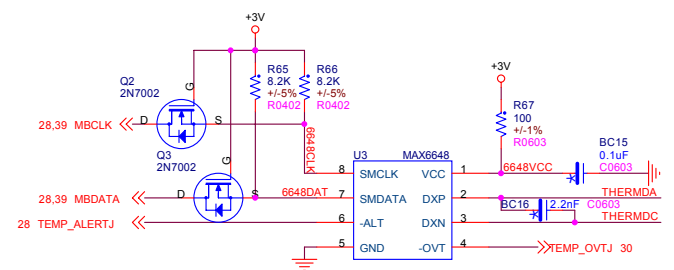 +3V
+3V
Q2
2N7002
G
D
S
28,39 MBCLK
Q3
2N7002
G
D
S
28,39 MBDATA
28 TEMP_ALERTJ
R65
8.2K
+/-5%
R0402
R66
8.2K
+/-5%
R0402
6648CLK
6648DAT
U3
MAX6648
8 SMCLK VCC 1
7 SMDATA DXP 2
6 -ALT DXN 3
5 GND -OVT 4
R67
100
+/-1%
R0603
6648VCC
BC15
0.1uF
C0603
THERMDA
BC16 2.2nF C0603
THERMDC
TEMP_OVTJ 30